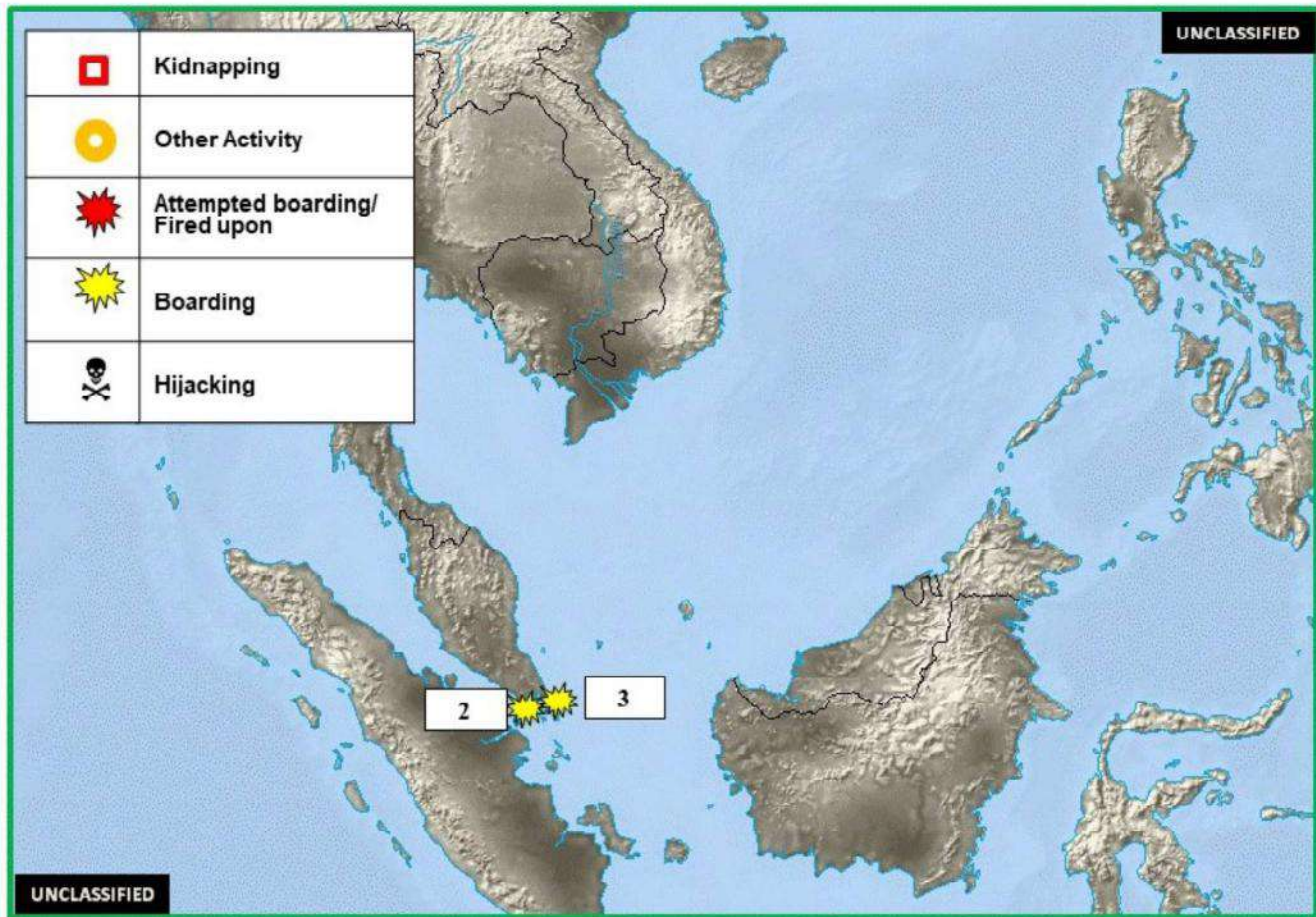 UNCLASSIFIED
Kidnapping
Other Activity
Attempted boarding/
Fired upon
Boarding
Hijacking
2
3
UNCLASSIFIED